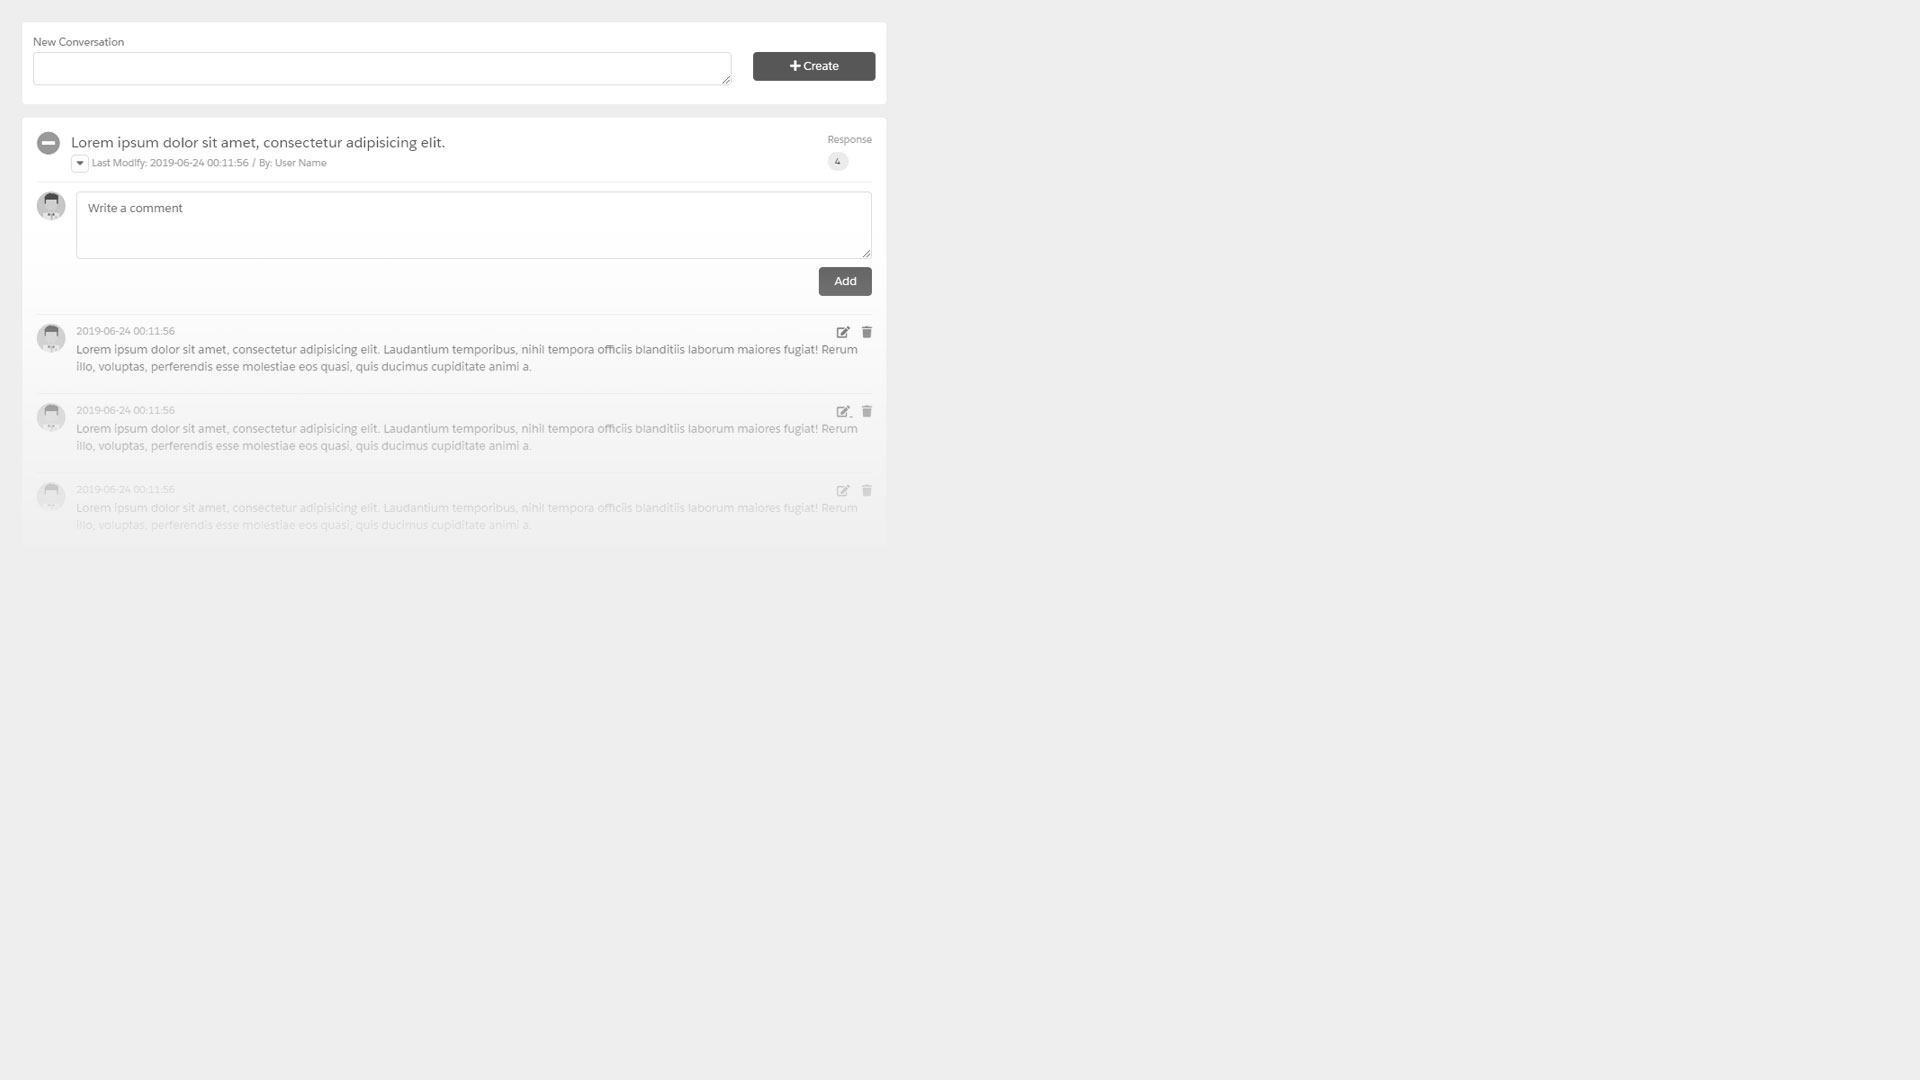 New Conversation
Create
Lorem ipsum dolor sit amet, consectetur adipisicing elit.
Response
Last Modify: 2019-06-24 00:11:56 / By: User Name
4
Write a comment
Add
2019-06-24 00:11:56
Lorem ipsum dolor sit amet, consectetur adipisicing elit. Laudantium temporibus, nihil tempora officiis blanditiis laborum maiores fugiat! Rerum
illo, voluptas, perferendis esse molestiae eos quasi, quis ducimus cupiditate animi a.
2019-06-24 00:11:56
Lorem ipsum dolor sit amet, consectetur adipisicing elit. Laudantium temporibus, nihil tempora officiis blanditiis laborum maiores fugiat! Rerum
illo, voluptas, perferendis esse molestiae eos quasi, quis ducimus cupiditate animi a.
2019-06-24 00:11:56
Lorem ipsum dolor sit amet, consectetur adipisicing elit. Laudantium temporibus, nihil tempora officiis blanditiis laborum maiores fugiat! Rerum
illo, voluptas, perferendis esse molestiae eos quasi, quis ducimus cupiditate animi a.